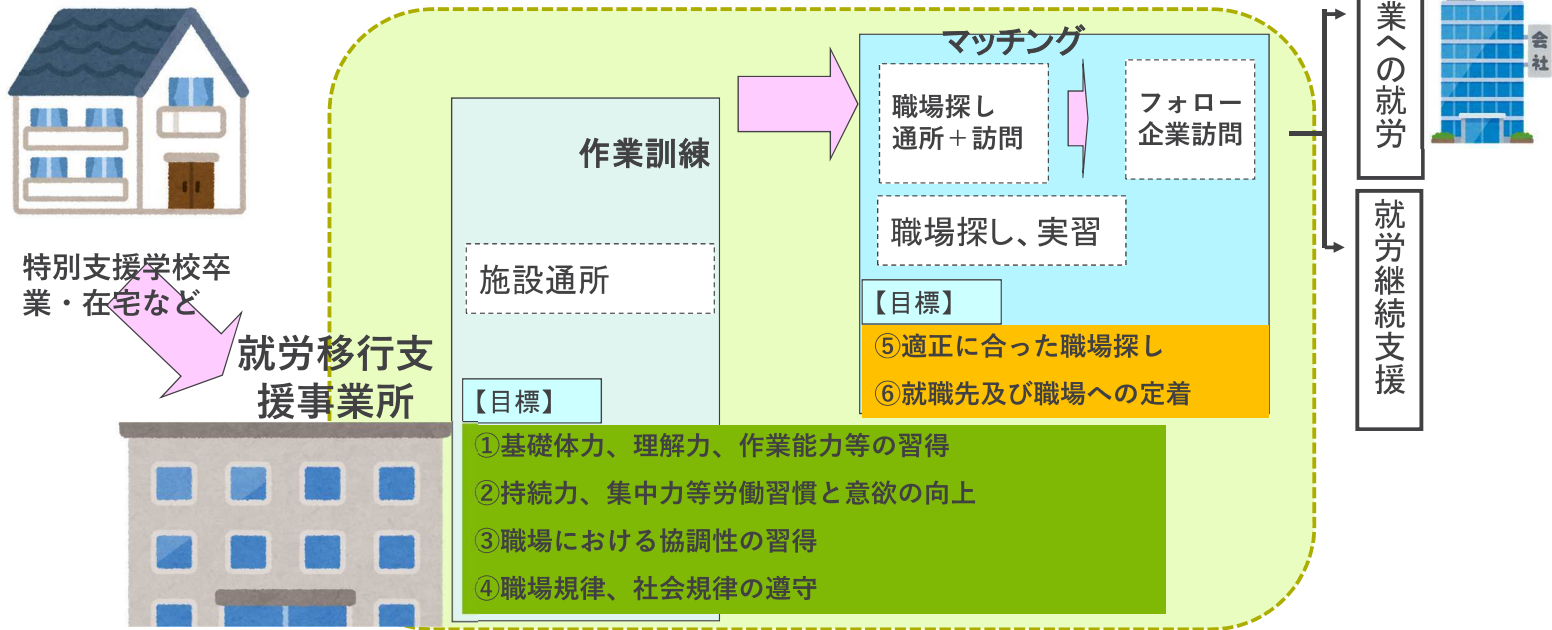 特別支援学校卒
業・在宅など
就労移行支
援事業所
作業訓練
施設通所
【目標】
①基礎体力、理解力、作業能力等の習得
②持続力、集中力等労働習慣と意欲の向上
③職場における協調性の習得
④職場規律、社会規律の遵守
マッチング
職場探し
通所＋訪問
フォロー
企業訪問
職場探し、実習
【目標】
⑤適正に合った職場探し
⑥就職先及び職場への定着
業への就労
会社
就労継続支援